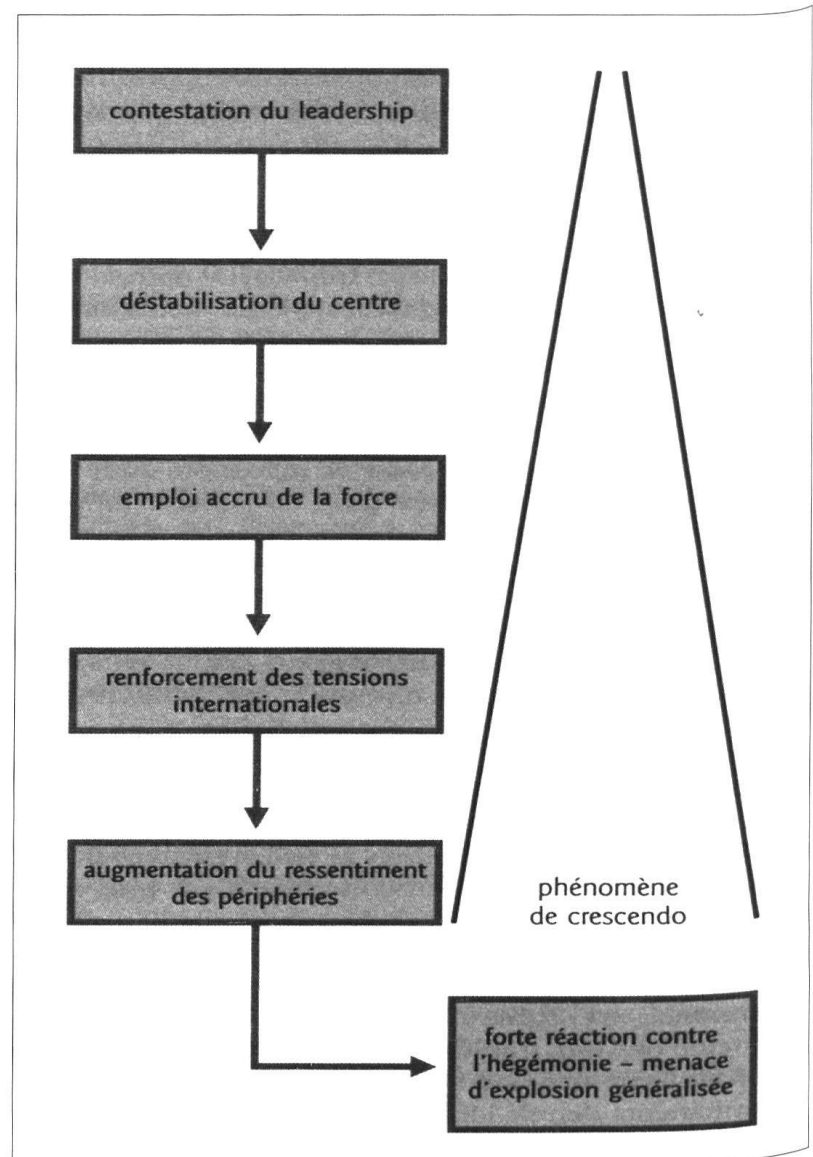 contestation du leadership
déstabilisation du centre
emploi accru de la force
renforcement des tensions
internationales
augmentation du ressentiment
des périphéries
phénomène
de crescendo
forte réaction contre
l'hégémonie – menace
d'explosion généralisée